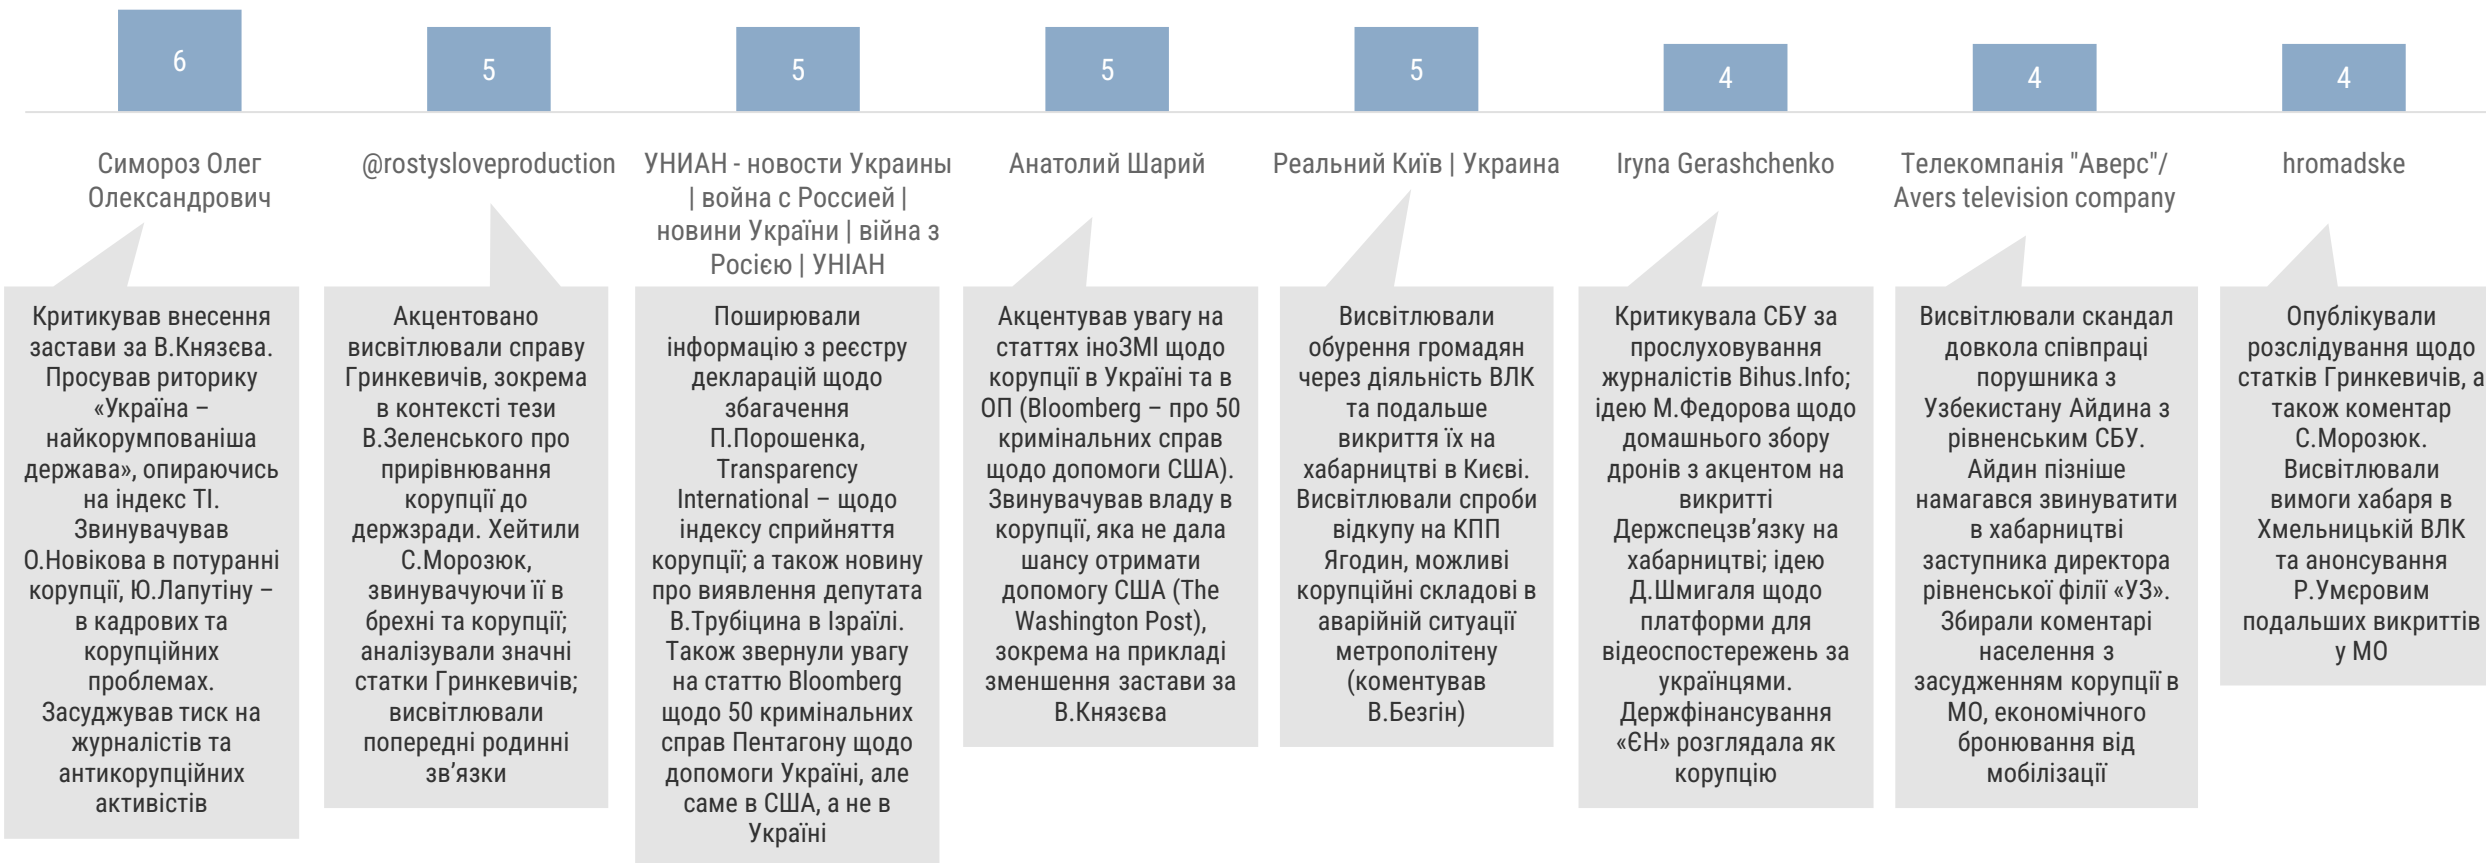 6
5
5
5
5
4
4
4
Симороз Олег
Олександрович
@rostysloveproduction
УНИАН - новости Украины
| война с Россией |
новини України | війна з
Росією | УНІАН
Анатолий Шарий
Реальний Київ | Украина
Iryna Gerashchenko
Телекомпанія "Аверс"/
Avers television company
hromadske
Критикував внесення
застави за В.Князєва.
Просував риторику
«Україна –
найкорумпованіша
держава», опираючись
на індекс ТІ.
Звинувачував
О.Новікова в потуранні
корупції, Ю.Лапутіну –
в кадрових та
корупційних
проблемах.
Засуджував тиск на
журналістів та
антикорупційних
активістів
Акцентовано
висвітлювали справу
Гринкевичів, зокрема
в контексті тези
В.Зеленського про
прирівнювання
корупції до
держзради. Хейтили
С.Морозюк,
звинувачуючи її в
брехні та корупції;
аналізували значні
статки Гринкевичів;
висвітлювали
попередні родинні
зв’язки
Поширювали
інформацію з реєстру
декларацій щодо
збагачення
П.Порошенка,
Transparency
International – щодо
індексу сприйняття
корупції; а також новину
про виявлення депутата
В.Трубіцина в Ізраїлі.
Також звернули увагу
на статтю Bloomberg
щодо 50 кримінальних
справ Пентагону щодо
допомоги Україні, але
саме в США, а не в
Україні
Акцентував увагу на
статтях іноЗМІ щодо
корупції в Україні та в
ОП (Bloomberg – про 50
кримінальних справ
щодо допомоги США).
Звинувачував владу в
корупції, яка не дала
шансу отримати
допомогу США (The
Washington Post),
зокрема на прикладі
зменшення застави за
В.Князєва
Висвітлювали
обурення громадян
через діяльність ВЛК
та подальше
викриття їх на
хабарництві в Києві.
Висвітлювали спроби
відкупу на КПП
Ягодин, можливі
корупційні складові в
аварійній ситуації
метрополітену
(коментував
В.Безгін)
Критикувала СБУ за
прослуховування
журналістів Bihus.Info;
ідею М.Федорова щодо
домашнього збору
дронів з акцентом на
викритті
Держспецзв’язку на
хабарництві; ідею
Д.Шмигаля щодо
платформи для
відеоспостережень за
українцями.
Держфінансування
«ЄН» розглядала як
корупцію
Висвітлювали скандал
довкола співпраці
порушника з
Узбекистану Айдина з
рівненським СБУ.
Айдин пізніше
намагався звинуватити
в хабарництві
заступника директора
рівненської філії «УЗ».
Збирали коментарі
населення з
засудженням корупції в
МО, економічного
бронювання від
мобілізації
Опублікували
розслідування щодо
статків Гринкевичів, а
також коментар
С.Морозюк.
Висвітлювали
вимоги хабаря в
Хмельницькій ВЛК
та анонсування
Р.Умєровим
подальших викриттів
у МО